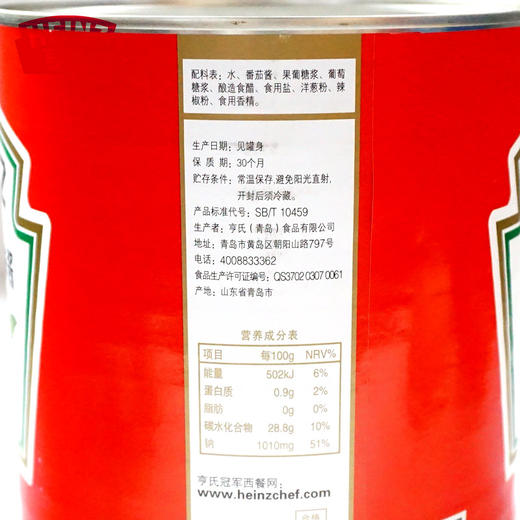 HEINZ
配料表：水、番茄酱、果葡糖浆、葡萄
糖浆、酿造食醋、食用盐、洋葱粉、辣
椒粉、食用香精。
生产日期：见罐身
保 质 期：30个月
贮存条件：常温保存,避免阳光直射,
开封后须冷藏。
产品标准代号：SB/T 10459
生产者：亨氏（青岛）食品有限公司
地址：青岛市黄岛区朝阳山路797号
电话：4008833362
食品生产许可证编号：QS3702 0307 0061
产地：山东省青岛市
营养成分表
项目 每100g NRV%
能量 502kJ 6%
蛋白质 0.9g 2%
脂肪 0g 0%
碳水化合物 28.8g 10%
钠 1010mg 51%
亨氏冠军西餐网：
www.heinzchef.com
合格